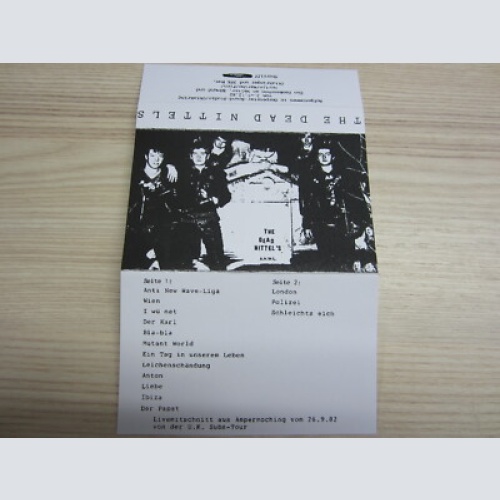 THE DEAD NITTELS
THE
DEAD
NITTEL'S
Seite 1:
Anti New Wave-Liga
Wien
I wü net
Der Karl
Bla-bla
Mutant World
Ein Tag in unserem Leben
Leichenschändung
Anton
Liebe
Ibiza
Der Papst
Livemitschnitt aus Ampermoching vom 26.9.82
von der U.K. Subs-Tour
Seite 2:
London
Polizei
Schleichts eich